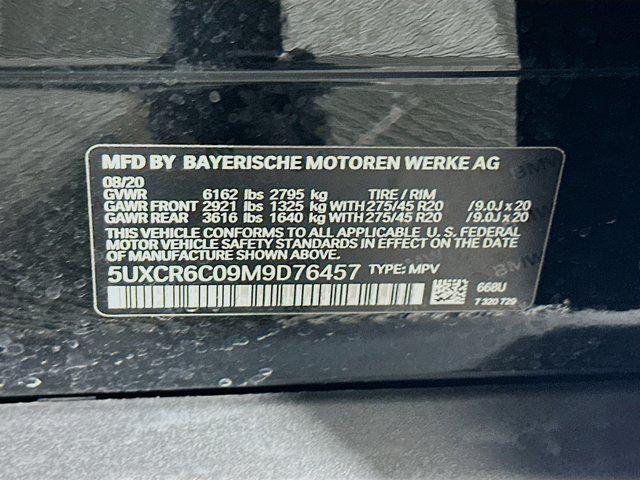 MFD BY BAYERISCHE MOTOREN WERKE AG
08/20
GVWR 6162 lbs 2795 kg TIRE / RIM
GAWR FRONT 2921 lbs 1325 kg WITH 275/45 R20 /9.0J x 20
GAWR REAR 3616 lbs 1640 kg WITH 275/45 R20 /9.0J x 20
THIS VEHICLE CONFORMS TO ALL APPLICABLE U.S. FEDERAL
MOTOR VEHICLE SAFETY STANDARDS IN EFFECT ON THE DATE
OF MANUFACTURE SHOWN ABOVE.
5UXCR6C09M9D76457 TYPE: MPV
668U
7 320 729
BMW
BMW
BMW